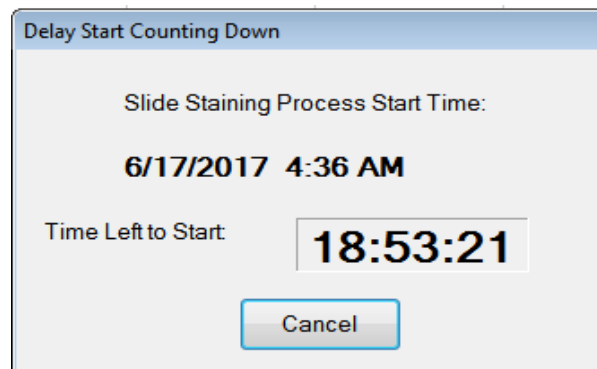 Delay Start Counting Down
Slide Staining Process Start Time:
6/17/2017 4:36 AM
Time Left to Start:
18:53:21
Cancel